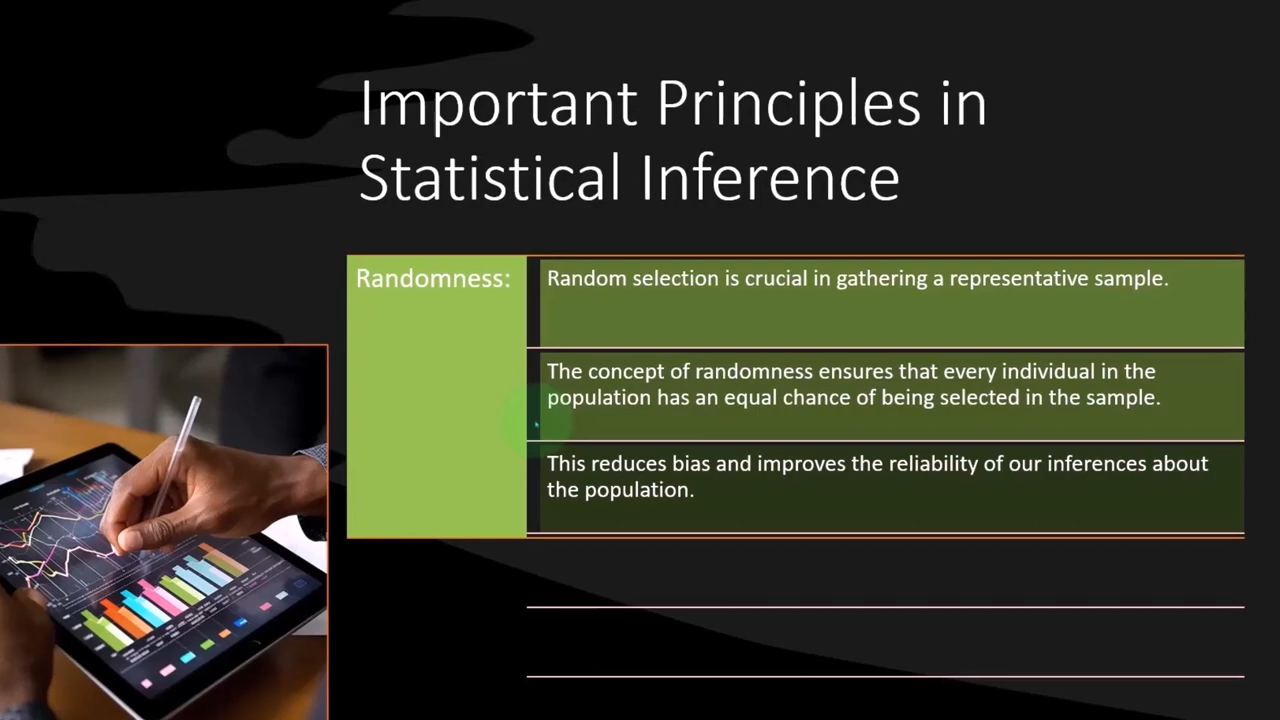 Important Principles in
Statistical Inference
Randomness:
Random selection is crucial in gathering a representative sample.
The concept of randomness ensures that every individual in the
population has an equal chance of being selected in the sample.
This reduces bias and improves the reliability of our inferences about
the population.